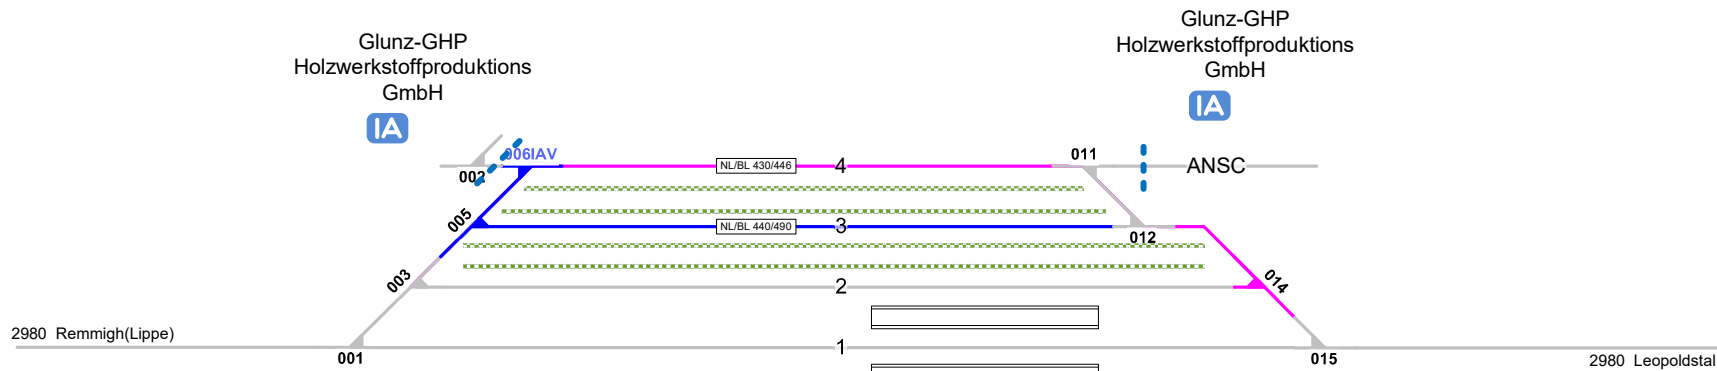 Glunz-GHP
Holzwerkstoffproduktions
GmbH
IA
Glunz-GHP
Holzwerkstoffproduktions
GmbH
IA
002
006IAV
NL/BL 430/446
4
011
ANSC
005
NL/BL 440/490
3
012
003
2
014
2980 Remmigh(Lippe)
001
1
015
2980 Leopoldstal